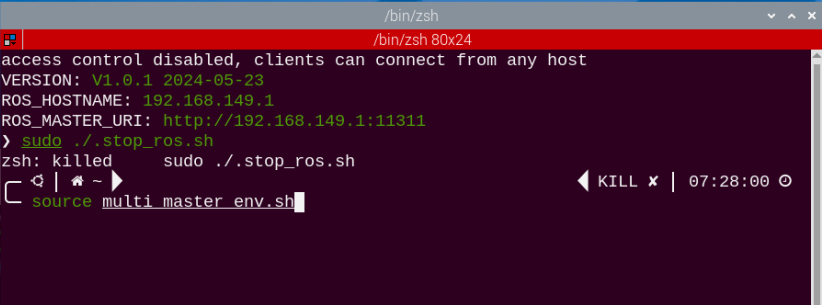 /bin/zsh
/bin/zsh 80x24
access control disabled, clients can connect from any host
VERSION: V1.0.1 2024-05-23
ROS_HOSTNAME: 192.168.149.1
ROS_MASTER_URI: http://192.168.149.1:11311
❯ sudo ./.stop_ros.sh
zsh: killed     sudo ./.stop_ros.sh
~ KILL ✘ 07:28:00
source multi_master_env.sh